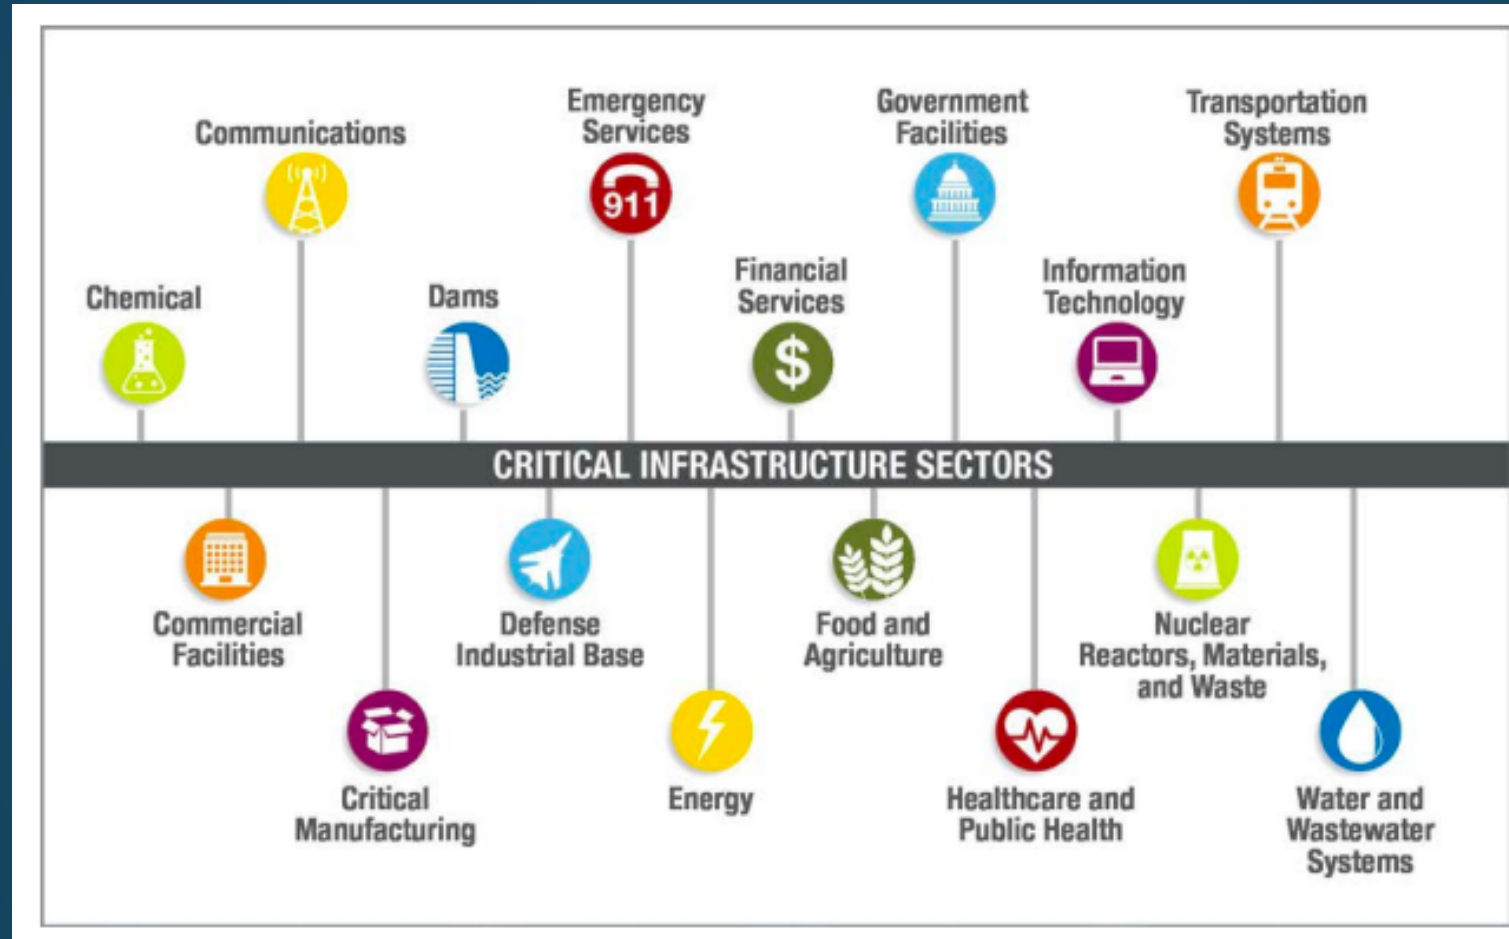 Communications
Emergency
Services
911
Government
Facilities
Transportation
Systems
Chemical
Dams
Financial
Services
$
Information
Technology
CRITICAL INFRASTRUCTURE SECTORS
Commercial
Facilities
Defense
Industrial Base
Food and
Agriculture
Nuclear
Reactors, Materials,
and Waste
Critical
Manufacturing
Energy
Healthcare and
Public Health
Water and
Wastewater
Systems